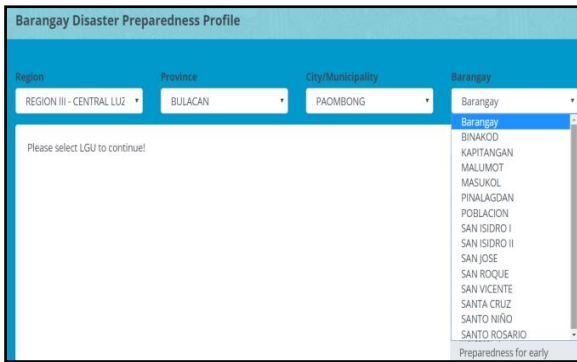 Barangay Disaster Preparedness Profile
Region Province City/Municipality Barangay
REGION III - CENTRAL LUZ BULACAN PAOMBONG Barangay
Please select LGU to continue!
Barangay
BINAKOD
KAPITANGAN
MALUMOT
MASUKOL
PINALAGDAN
POBLACION
SAN ISIDRO I
SAN ISIDRO II
SAN JOSE
SAN ROQUE
SAN VICENTE
SANTA CRUZ
SANTO NIÑO
SANTO ROSARIO
Preparedness for early